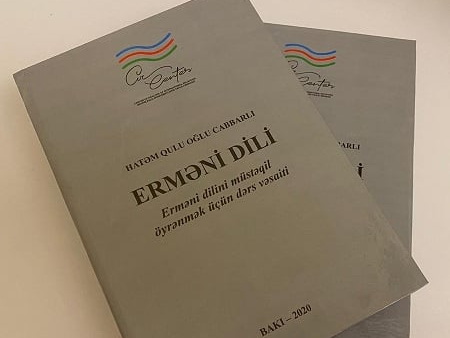 HATƏM QULU OĞLU CABBARLI
ERMƏNİ DİLİ
Erməni dilini müstəqil
öyrənmək üçün dərs vəsaiti
BAKI – 2020